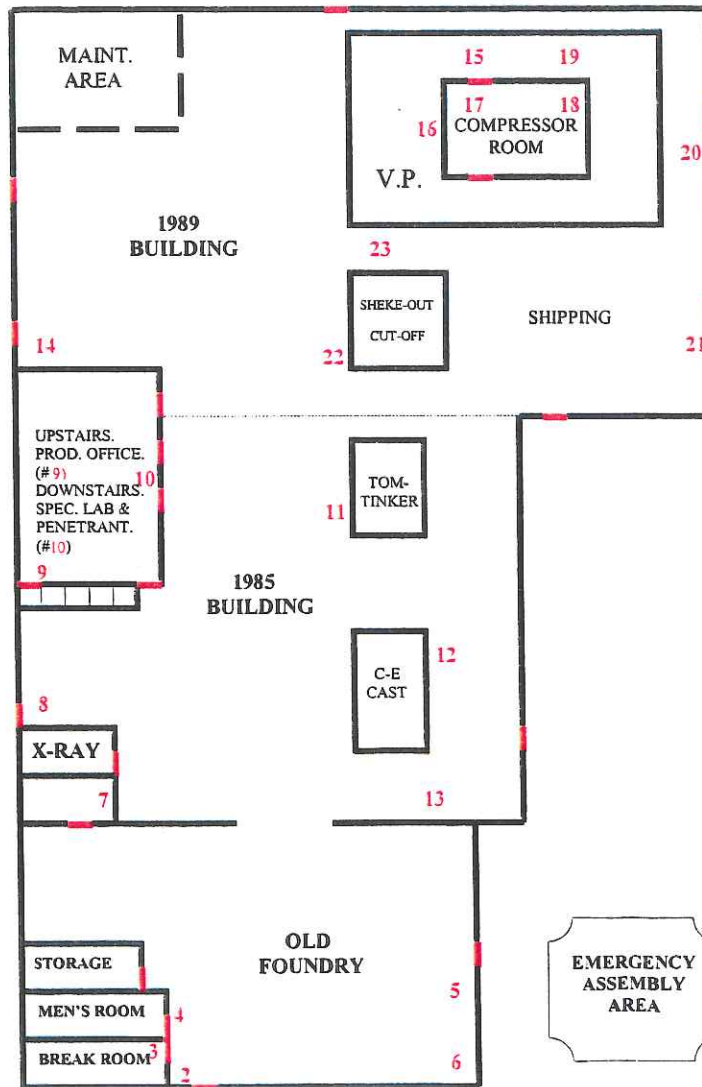 MAINT.
AREA
15
19
17
18
16
COMPRESSOR
ROOM
20
V.P.
1989
BUILDING
23
SHEKE-OUT
CUT-OFF
SHIPPING
14
22
21
UPSTAIRS.
PROD. OFFICE.
(# 9)
DOWNSTAIRS.
SPEC. LAB &
PENETRANT.
(#10)
10
TOM-
TINKER
11
9
1985
BUILDING
12
C-E
CAST
8
X-RAY
7
13
OLD
FOUNDRY
STORAGE
EMERGENCY
ASSEMBLY
AREA
5
MEN'S ROOM
4
BREAK ROOM
3
6
2